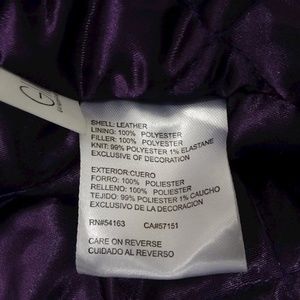 G
SHELL: LEATHER
LINING: 100% POLYESTER
FILLER: 100% POLYESTER
KNIT: 99% POLYESTER 1% ELASTANE
EXCLUSIVE OF DECORATION
EXTERIOR:CUERO
FORRO: 100% POLIESTER
RELLENO: 100% POLIESTER
TEJIDO: 99% POLIESTER 1% CAUCHO
EXCLUSIVO DE LA DECORACION
RN#54163 CA#57151
CARE ON REVERSE
CUIDADO AL REVERSO